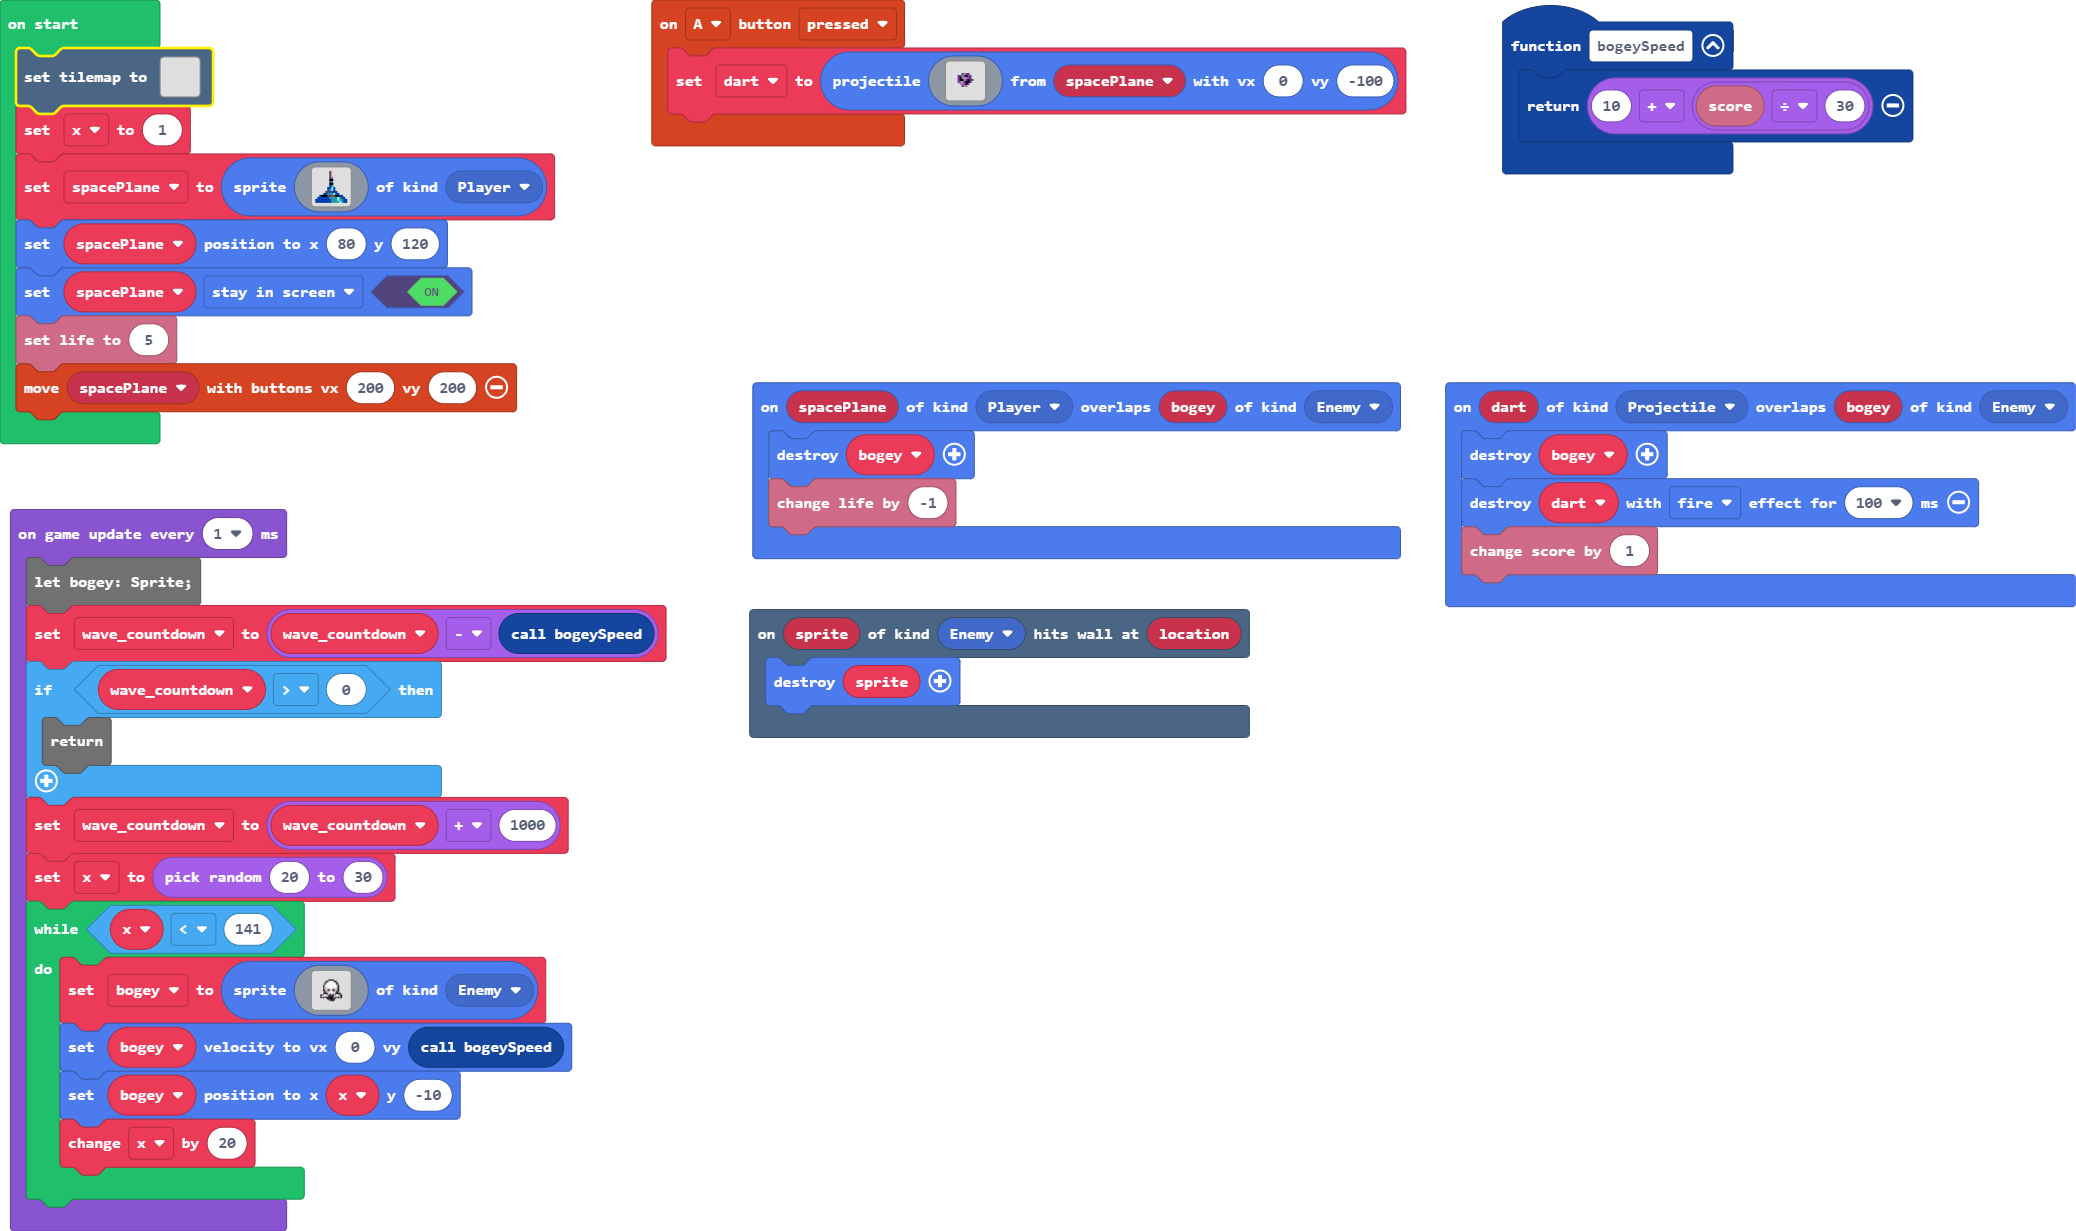 on start
set tilemap to
set x to 1
set spacePlane to sprite of kind Player
set spacePlane position to x 80 y 120
set spacePlane stay in screen ON
set life to 5
move spacePlane with buttons vx 200 vy 200
on A button pressed
set dart to projectile from spacePlane with vx 0 vy -100
function bogeySpeed
return 10 + score ÷ 30
on spacePlane of kind Player overlaps bogey of kind Enemy
destroy bogey
change life by -1
on dart of kind Projectile overlaps bogey of kind Enemy
destroy bogey
destroy dart with fire effect for 100 ms
change score by 1
on game update every 1 ms
let bogey: Sprite;
set wave_countdown to wave_countdown - call bogeySpeed
if wave_countdown > 0 then
return
set wave_countdown to wave_countdown + 1000
set x to pick random 20 to 30
while x < 141
do
set bogey to sprite of kind Enemy
set bogey velocity to vx 0 vy call bogeySpeed
set bogey position to x x y -10
change x by 20
on sprite of kind Enemy hits wall at location
destroy sprite